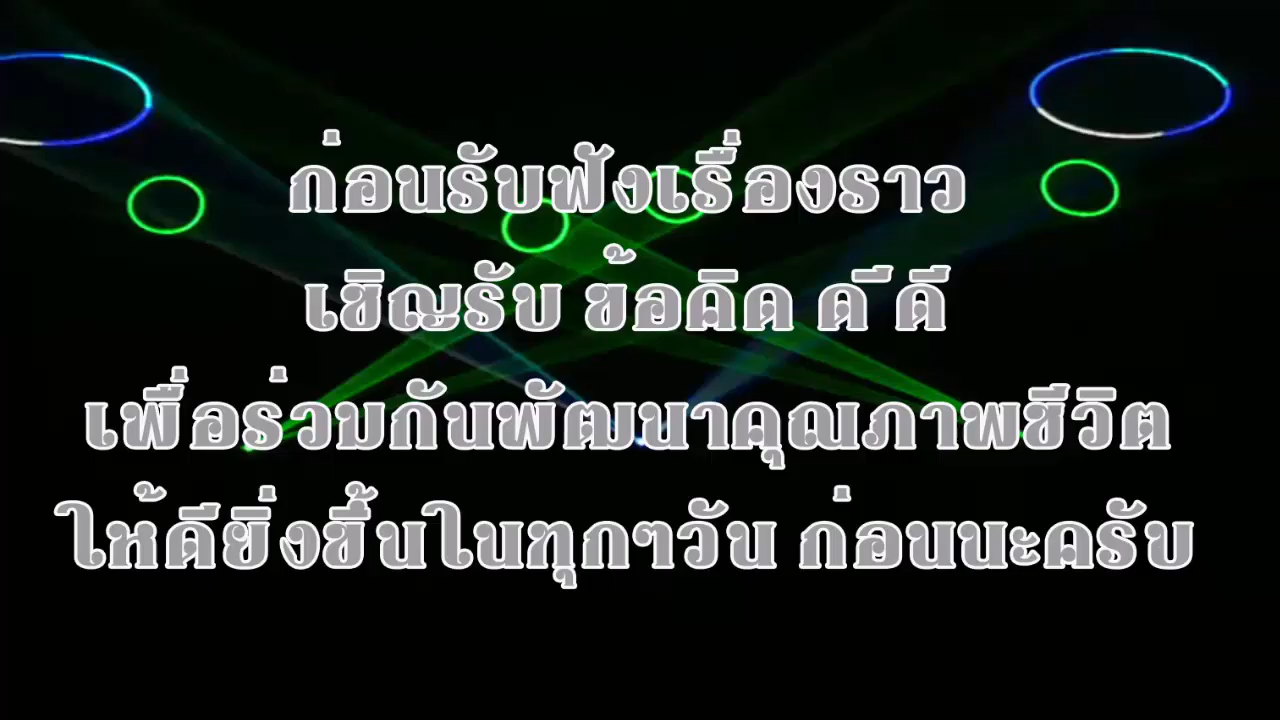 ก่อนรับฟังเรื่องราว
เชิญรับ ข้อคิด ด ีดี
เพื่อร่วมกันพัฒนาคุณภาพชีวิต
ให้ดียิ่งขึ้นในทุกๆวัน ก่อนนะครับ